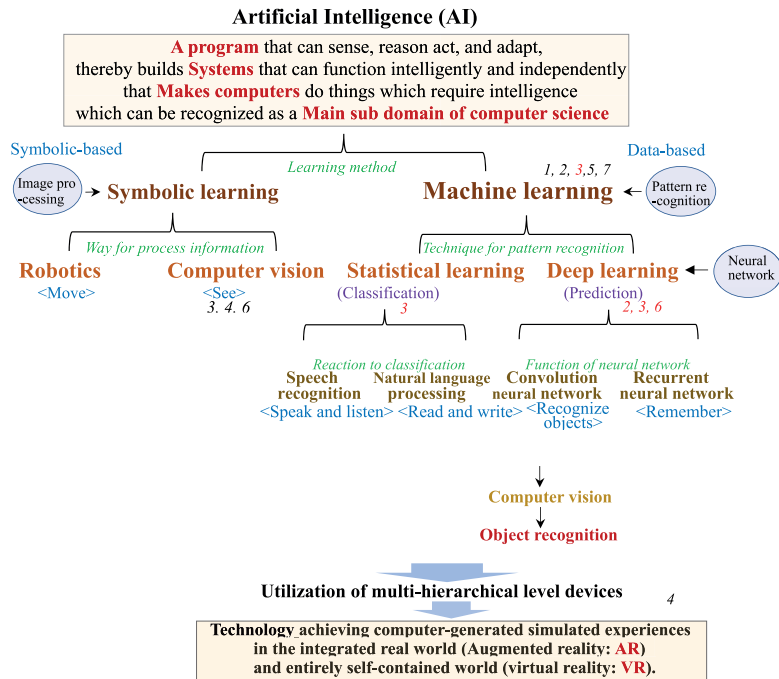 Artificial Intelligence (AI)
A program that can sense, reason act, and adapt,
thereby builds Systems that can function intelligently and independently
that Makes computers do things which require intelligence
which can be recognized as a Main sub domain of computer science
Symbolic-based
Learning method
1, 2, 3,5, 7
Data-based
Image pro
-cessing
Symbolic learning
Machine learning
Pattern re
-cognition
Way for process information
Technique for pattern recognition
Robotics
Computer vision
Statistical learning
Deep learning
Neural
network
<Move>
<See>
(Classification)
(Prediction)
3. 4. 6
3
2, 3, 6
Reaction to classification
Function of neural network
Speech
recognition
<Speak and listen>
Natural language
processing
<Read and write>
Convolution
neural network
<Recognize
objects>
Recurrent
neural network
<Remember>
Computer vision
Object recognition
Utilization of multi-hierarchical level devices
4
Technology achieving computer-generated simulated experiences
in the integrated real world (Augmented reality: AR)
and entirely self-contained world (virtual reality: VR).